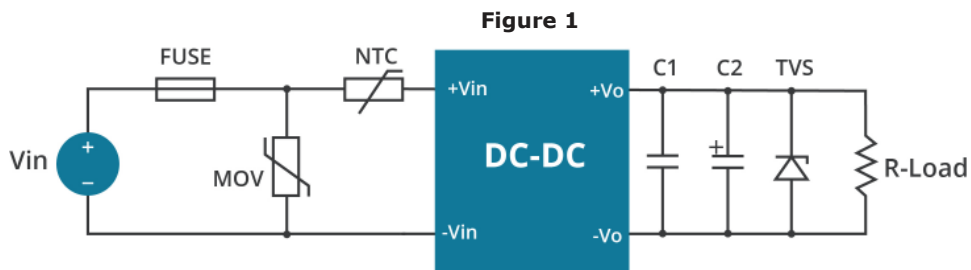 Figure 1
FUSE
NTC
C1
C2
TVS
+Vin
+Vo
Vin
+
−
MOV
DC-DC
+
R-Load
-Vin
-Vo